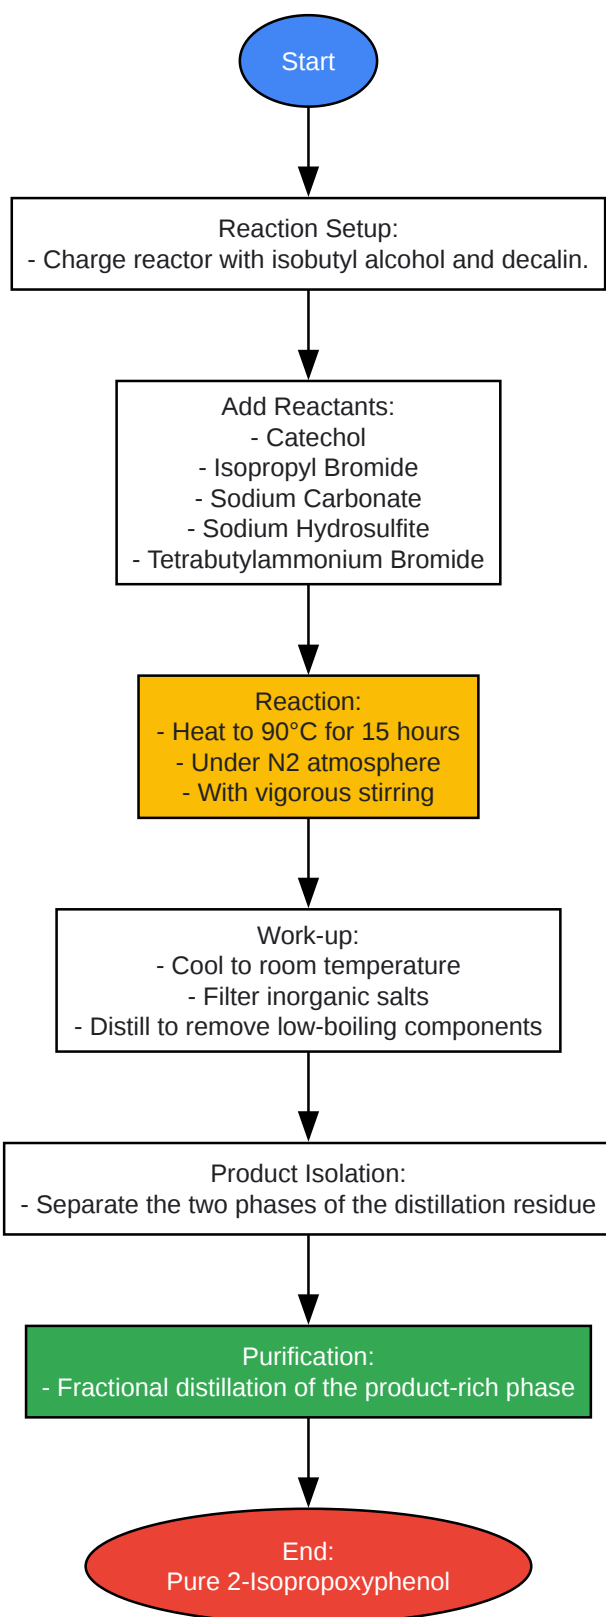 Start
Reaction Setup:
- Charge reactor with isobutyl alcohol and decalin.
Add Reactants:
- Catechol
- Isopropyl Bromide
- Sodium Carbonate
- Sodium Hydrosulfite
- Tetrabutylammonium Bromide
Reaction:
- Heat to 90°C for 15 hours
- Under N2 atmosphere
- With vigorous stirring
Work-up:
- Cool to room temperature
- Filter inorganic salts
- Distill to remove low-boiling components
Product Isolation:
- Separate the two phases of the distillation residue
Purification:
- Fractional distillation of the product-rich phase
End:
Pure 2-Isopropoxyphenol